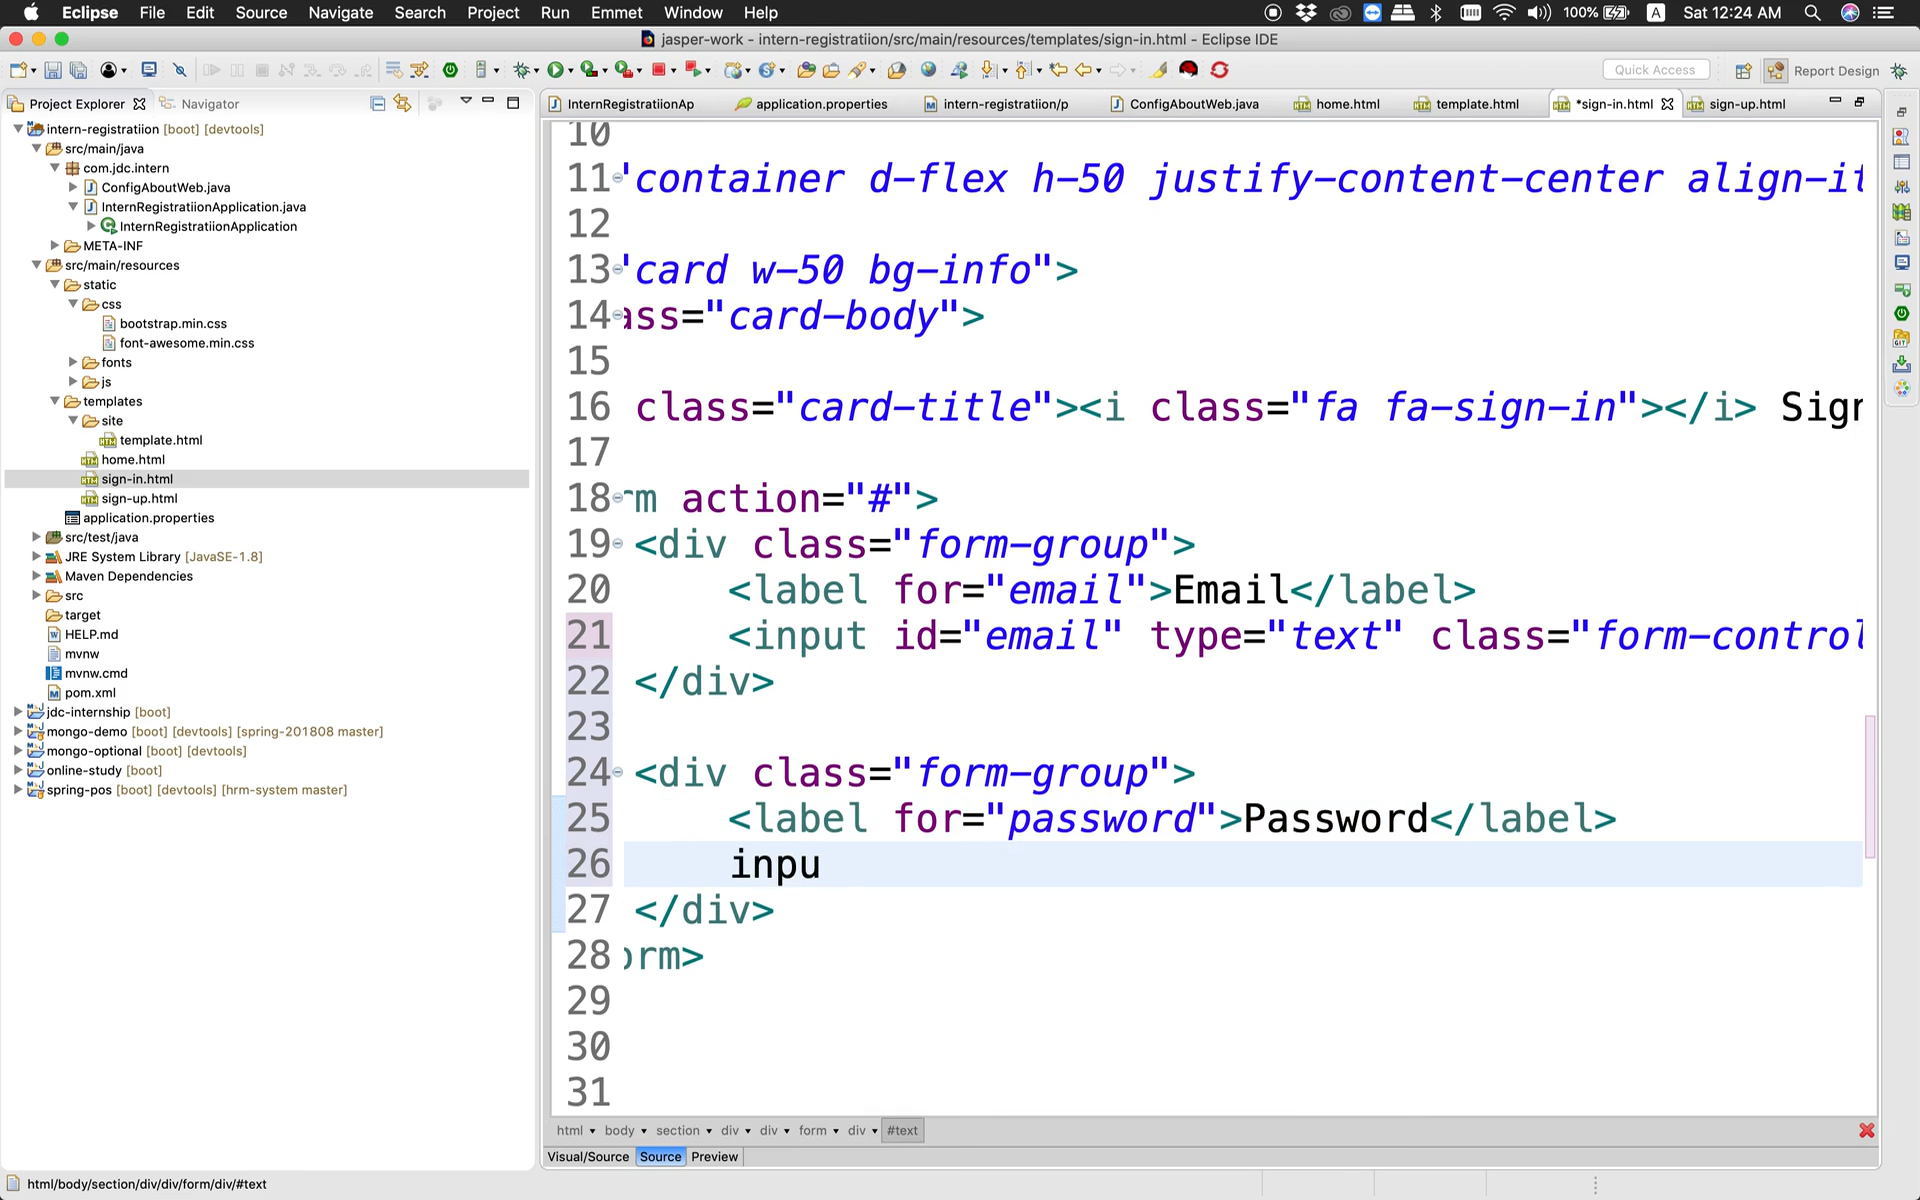 Eclipse File Edit Source Navigate Search Project Run Emmet Window Help
100% A Sat 12:24 AM
jasper-work - intern-registratiion/src/main/resources/templates/sign-in.html - Eclipse IDE
Quick Access Report Design
Project Explorer Navigator
InternRegistratiionAp application.properties intern-registratiion/p ConfigAboutWeb.java home.html template.html *sign-in.html sign-up.html
intern-registratiion [boot] [devtools]
src/main/java
com.jdc.intern
ConfigAboutWeb.java
InternRegistratiionApplication.java
InternRegistratiionApplication
META-INF
src/main/resources
static
css
bootstrap.min.css
font-awesome.min.css
fonts
js
templates
site
template.html
home.html
sign-in.html
sign-up.html
application.properties
src/test/java
JRE System Library [JavaSE-1.8]
Maven Dependencies
src
target
HELP.md
mvnw
mvnw.cmd
pom.xml
jdc-internship [boot]
mongo-demo [boot] [devtools] [spring-201808 master]
mongo-optional [boot] [devtools]
online-study [boot]
spring-pos [boot] [devtools] [hrm-system master]
10
11 "container d-flex h-50 justify-content-center align-it
12
13 "card w-50 bg-info">
14 ass="card-body">
15
16 class="card-title"><i class="fa fa-sign-in"></i> Sign
17
18 rm action="#">
19 <div class="form-group">
20 <label for="email">Email</label>
21 <input id="email" type="text" class="form-control
22 </div>
23
24 <div class="form-group">
25 <label for="password">Password</label>
26 inpu
27 </div>
28 orm>
29
30
31
html body section div div form div #text
Visual/Source Source Preview
html/body/section/div/div/form/div/#text